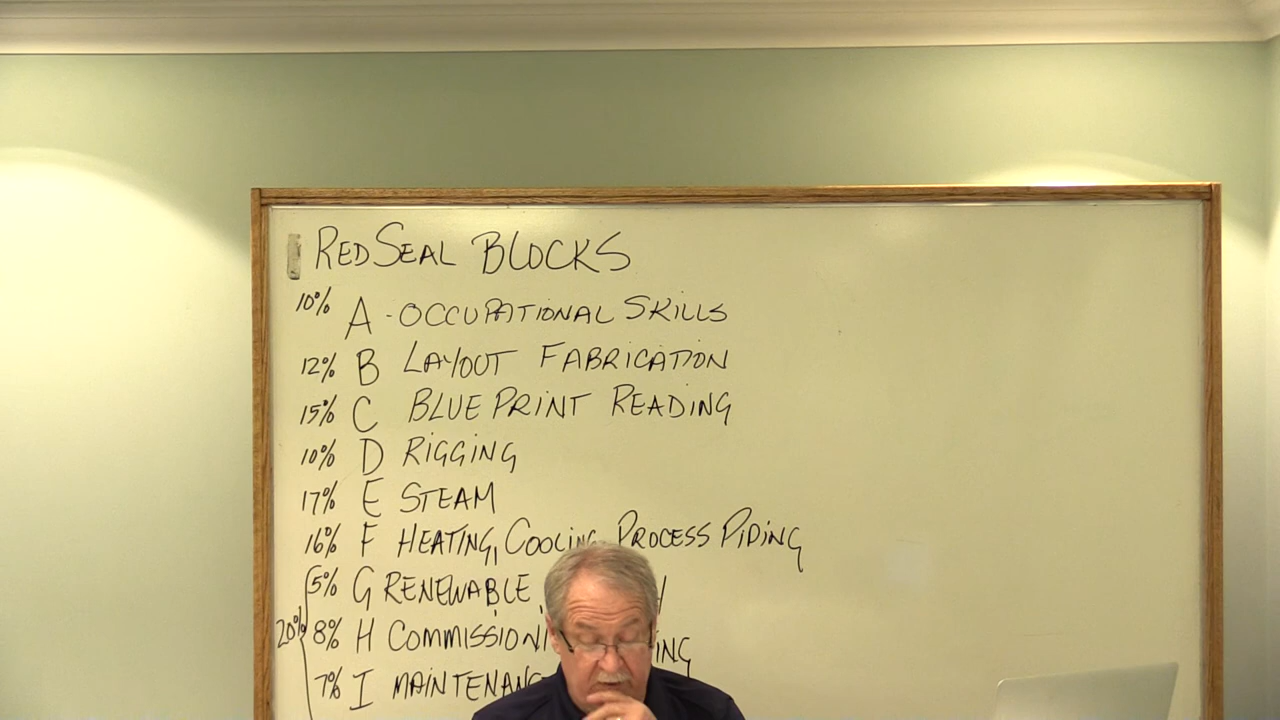 RED SEAL BLOCKS
10% A - OCCUPATIONAL SKILLS
12% B LAYOUT FABRICATION
15% C BLUE PRINT READING
10% D RIGGING
17% E STEAM
16% F HEATING, COOLING PROCESS PIPING
5% G RENEWABLE
20% 8% H
7% I